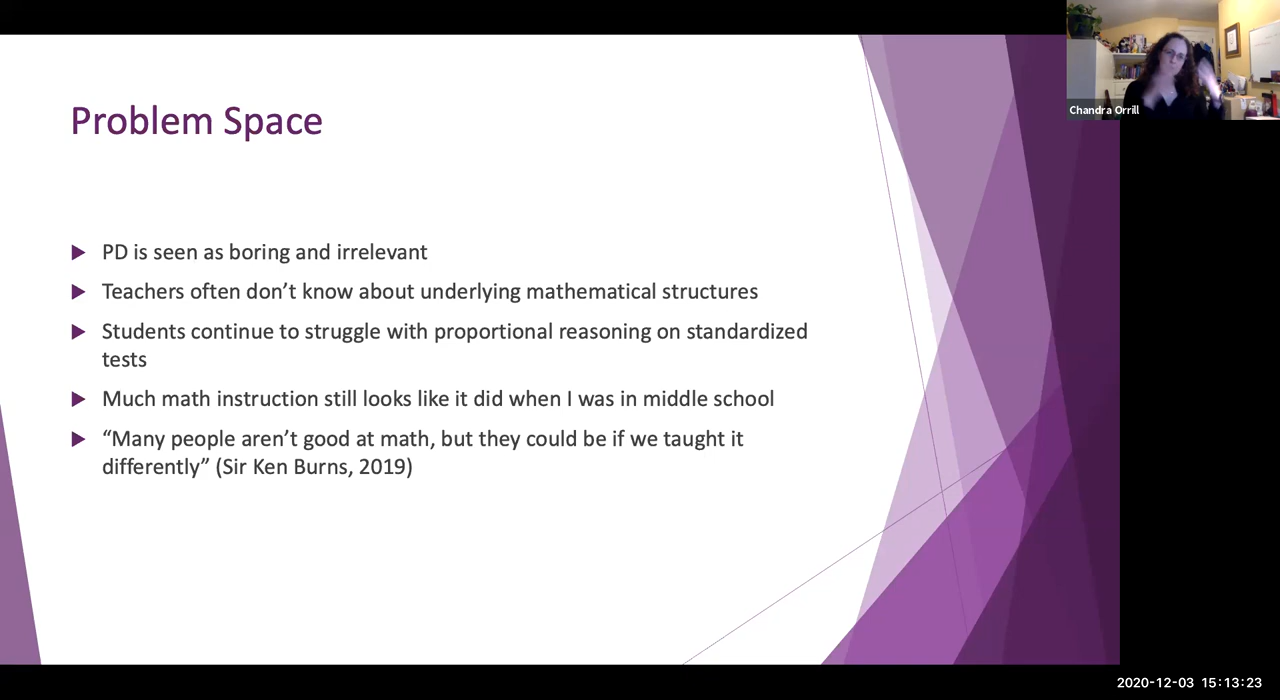 Chandra Orrill
Problem Space
PD is seen as boring and irrelevant
Teachers often don’t know about underlying mathematical structures
Students continue to struggle with proportional reasoning on standardized
tests
Much math instruction still looks like it did when I was in middle school
“Many people aren’t good at math, but they could be if we taught it
differently” (Sir Ken Burns, 2019)
2020-12-03 15:13:23